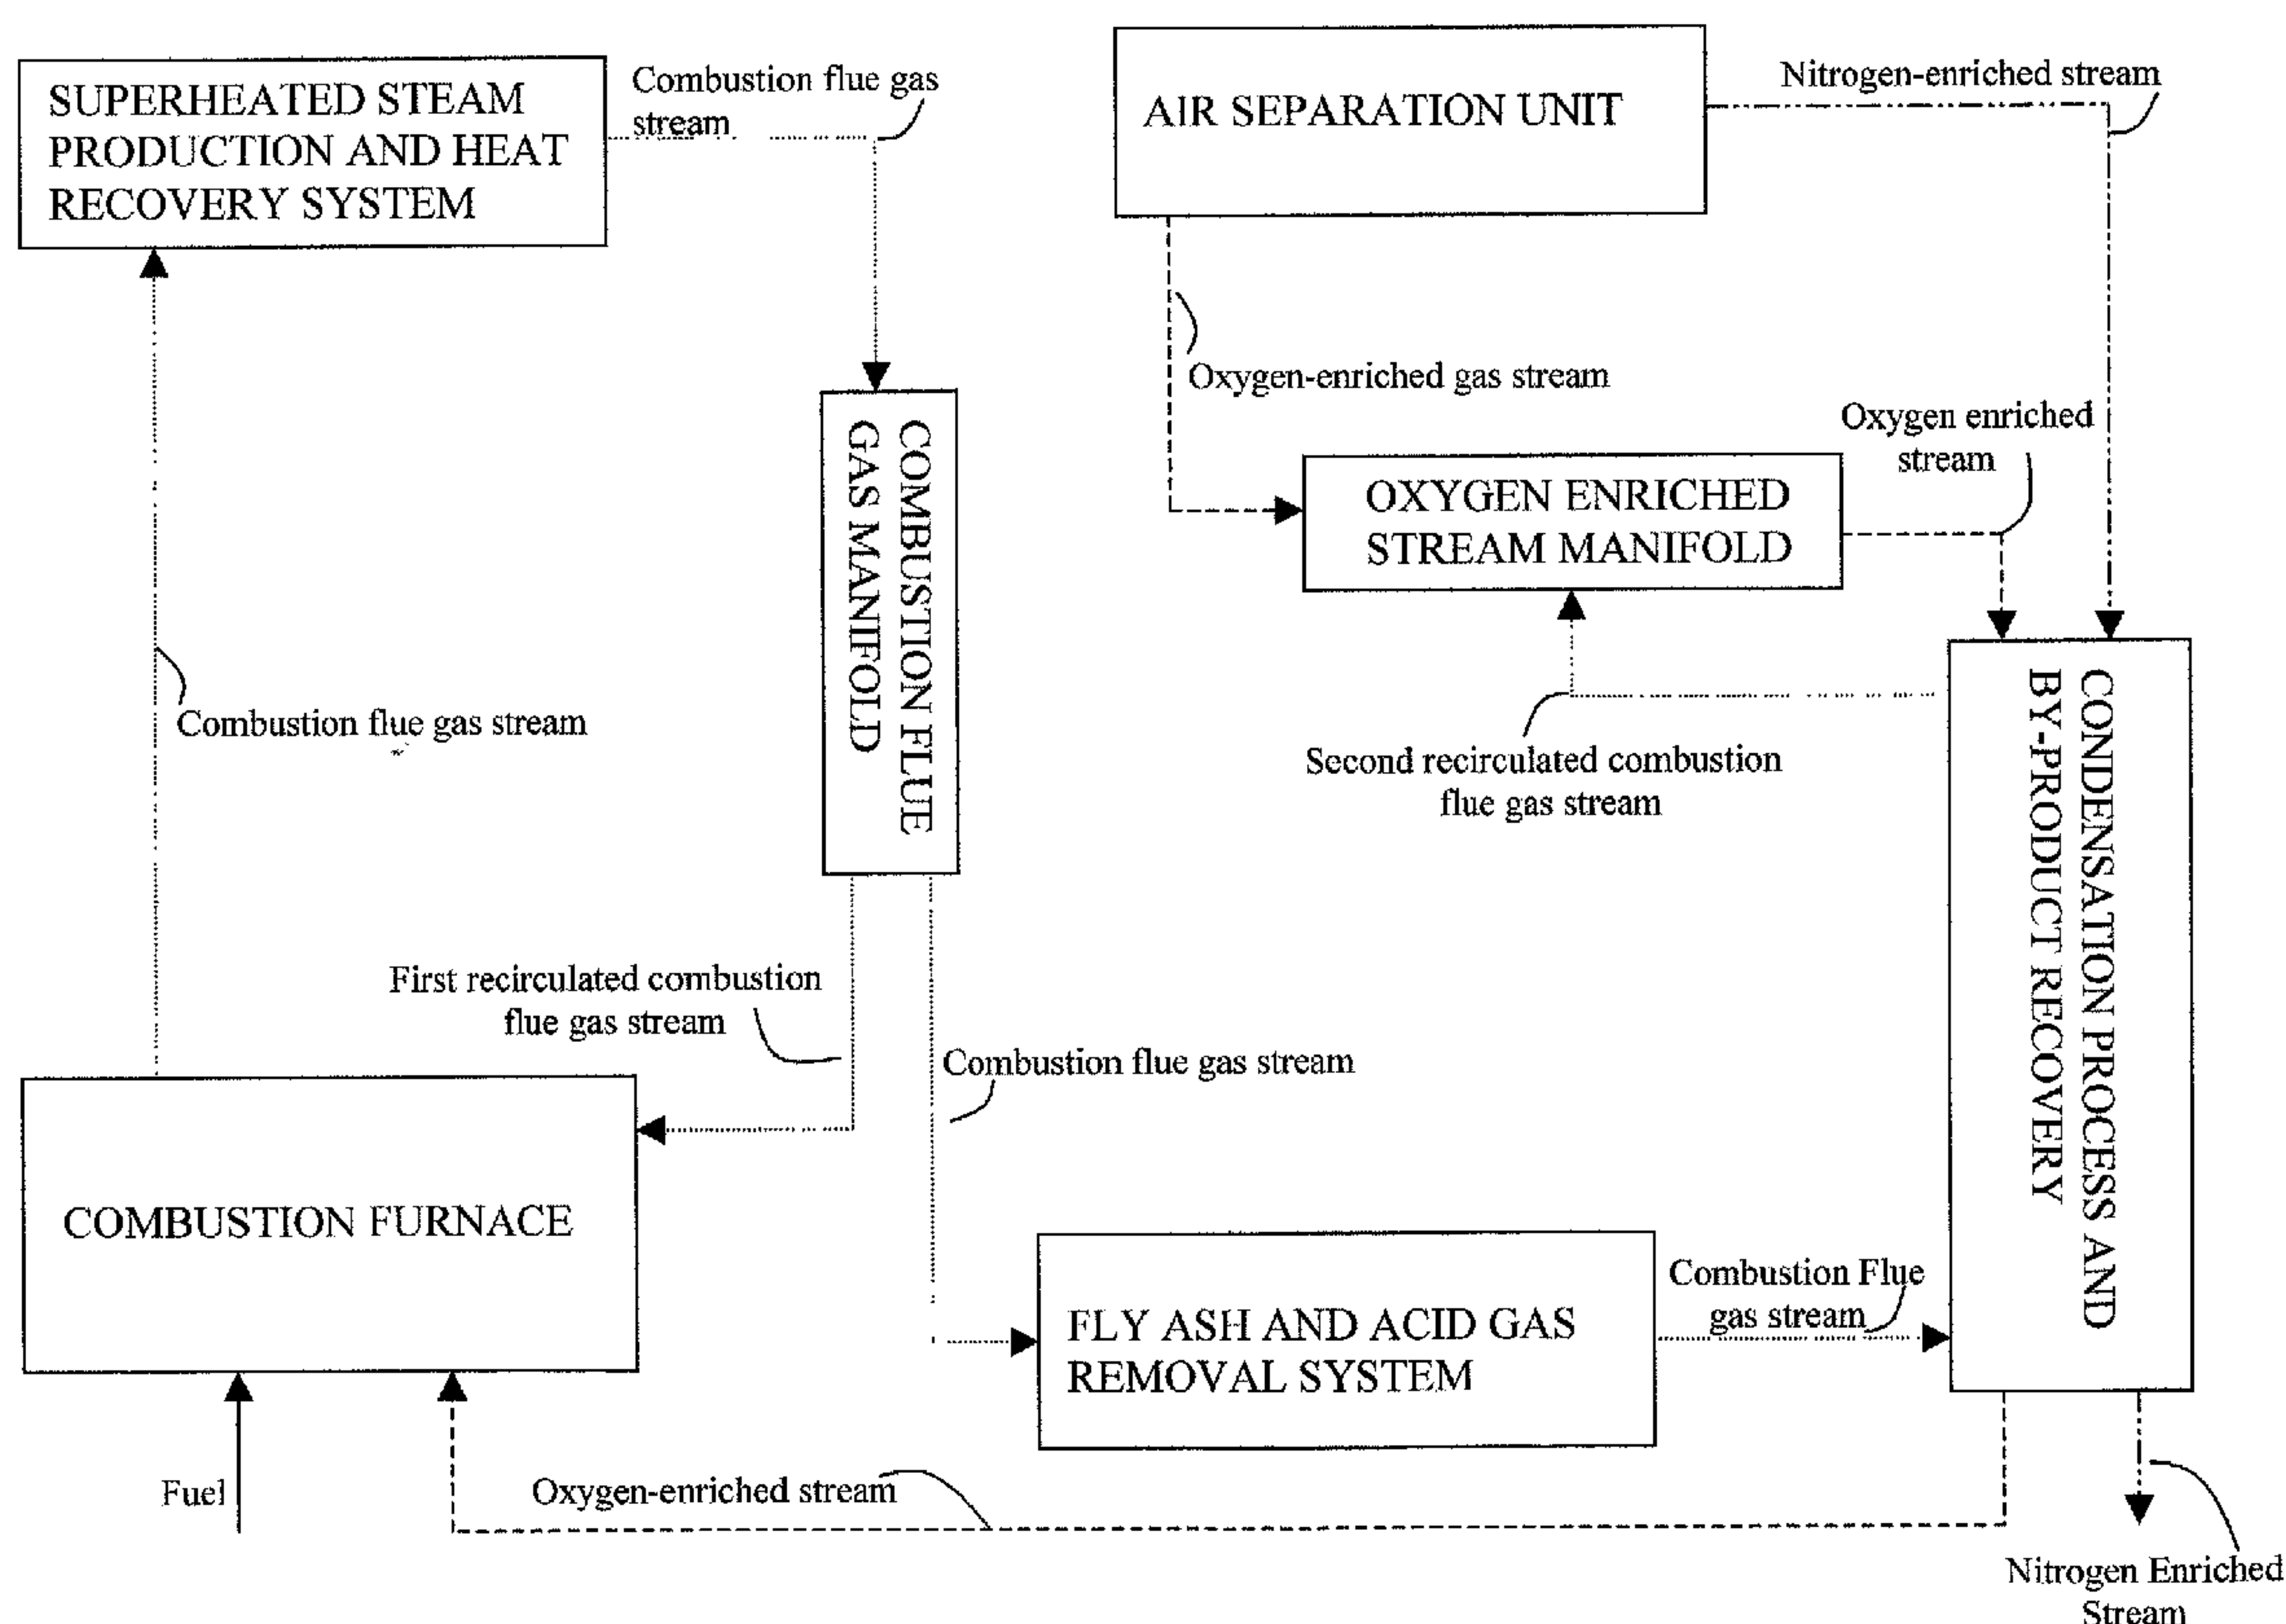 SUPERHEATED STEAM
PRODUCTION AND HEAT
RECOVERY SYSTEM
Combustion flue gas
stream
AIR SEPARATION UNIT
Nitrogen-enriched stream
Oxygen-enriched gas stream
Oxygen enriched
stream
OXYGEN ENRICHED
STREAM MANIFOLD
COMBUSTION FLUE
GAS MANIFOLD
Combustion flue gas stream
Second recirculated combustion
flue gas stream
CONDENSATION PROCESS AND
BY-PRODUCT RECOVERY
First recirculated combustion
flue gas stream
Combustion flue gas stream
COMBUSTION FURNACE
FLY ASH AND ACID GAS
REMOVAL SYSTEM
Combustion Flue
gas stream
Fuel
Oxygen-enriched stream
Nitrogen Enriched
Stream